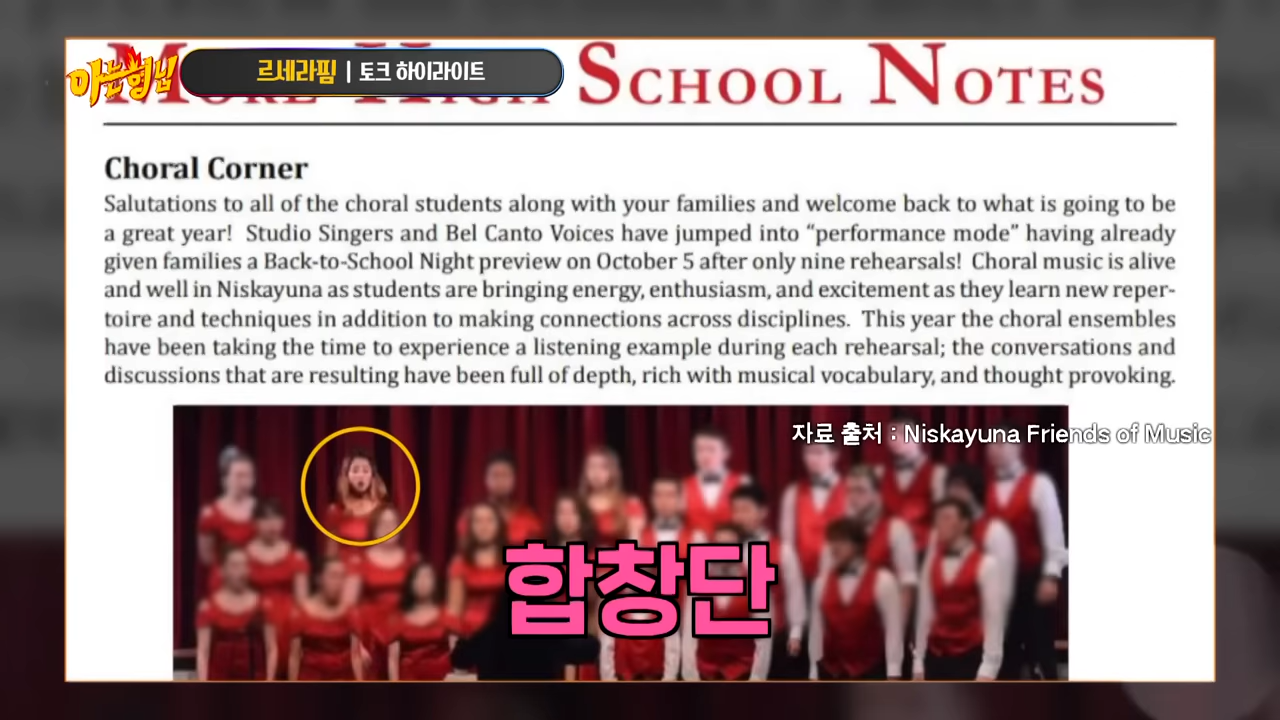 아는형님
르세라핌 | 토크 하이라이트
MORE HIGH SCHOOL NOTES
Choral Corner
Salutations to all of the choral students along with your families and welcome back to what is going to be
a great year! Studio Singers and Bel Canto Voices have jumped into “performance mode” having already
given families a Back-to-School Night preview on October 5 after only nine rehearsals! Choral music is alive
and well in Niskayuna as students are bringing energy, enthusiasm, and excitement as they learn new reper-
toire and techniques in addition to making connections across disciplines. This year the choral ensembles
have been taking the time to experience a listening example during each rehearsal; the conversations and
discussions that are resulting have been full of depth, rich with musical vocabulary, and thought provoking.
자료 출처 : Niskayuna Friends of Music
합창단